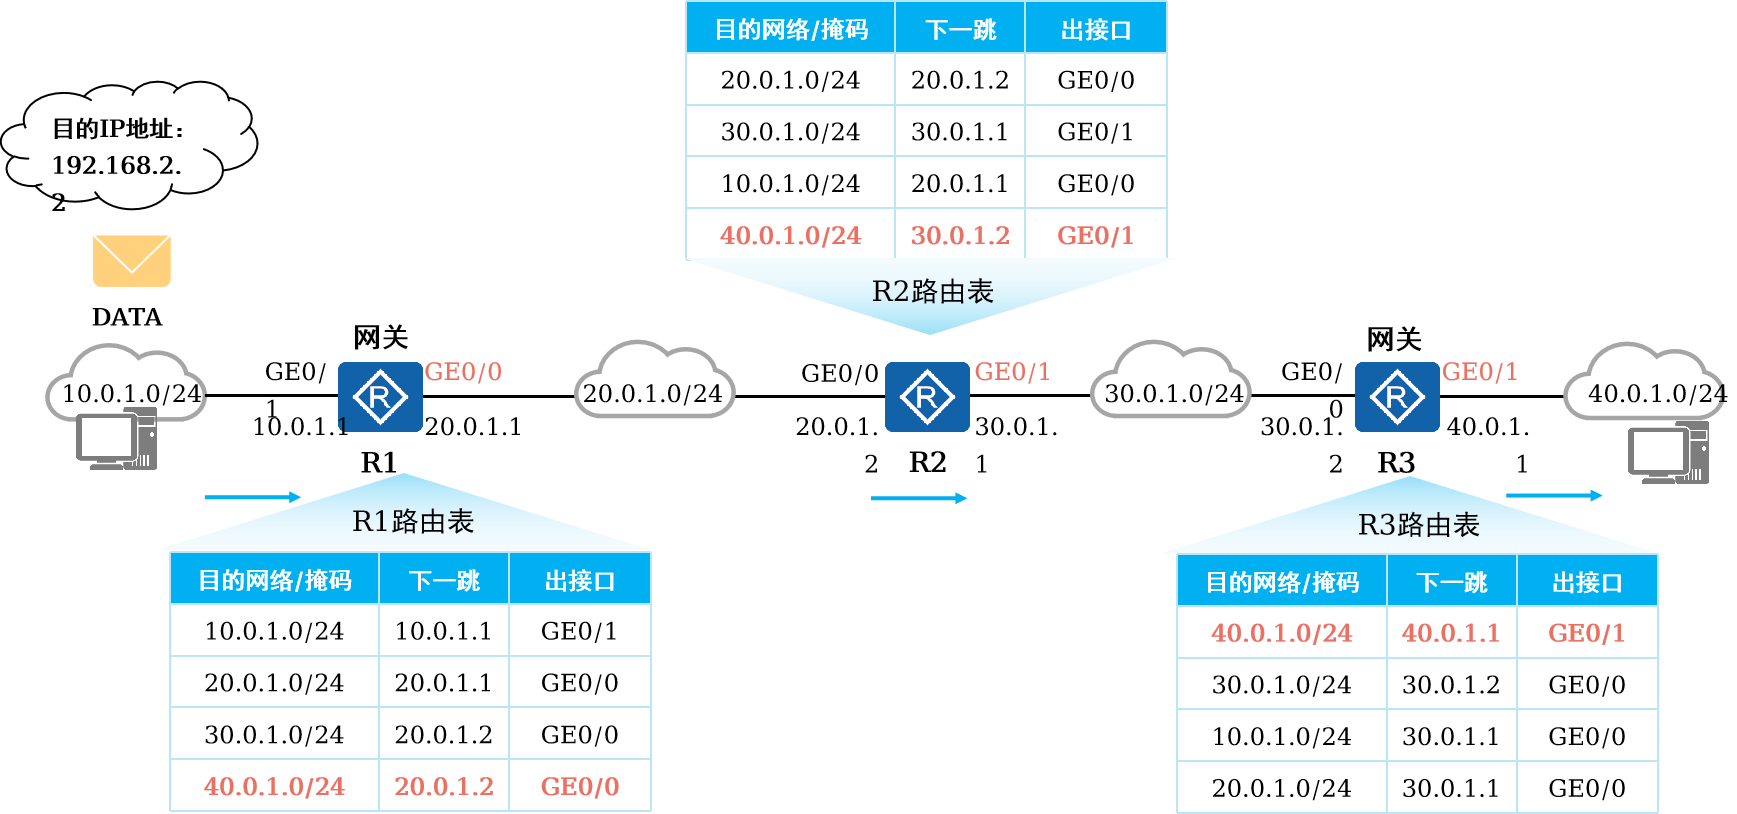 目的网络/掩码 下一跳 出接口
20.0.1.0/24 20.0.1.2 GE0/0
30.0.1.0/24 30.0.1.1 GE0/1
10.0.1.0/24 20.0.1.1 GE0/0
40.0.1.0/24 30.0.1.2 GE0/1
R2路由表
目的IP地址：
192.168.2.
2
DATA
网关
网关
10.0.1.0/24
GE0/
1
10.0.1.1
R
GE0/0
20.0.1.1
R1
20.0.1.0/24
GE0/0
20.0.1.
2
R
GE0/1
30.0.1.
1
R2
30.0.1.0/24
GE0/
0
30.0.1.
2
R
GE0/1
40.0.1.
1
R3
40.0.1.0/24
R1路由表
目的网络/掩码 下一跳 出接口
10.0.1.0/24 10.0.1.1 GE0/1
20.0.1.0/24 20.0.1.1 GE0/0
30.0.1.0/24 20.0.1.2 GE0/0
40.0.1.0/24 20.0.1.2 GE0/0
R3路由表
目的网络/掩码 下一跳 出接口
40.0.1.0/24 40.0.1.1 GE0/1
30.0.1.0/24 30.0.1.2 GE0/0
10.0.1.0/24 30.0.1.1 GE0/0
20.0.1.0/24 30.0.1.1 GE0/0